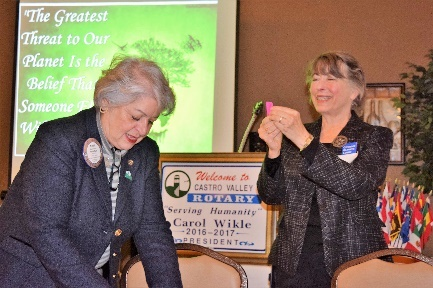 'The Greatest
Threat to Our
Planet Is the
Belief That
Someone
Welcome to
CASTRO VALLEY
ROTARY
"Serving Humanity"
Carol Wikle
2016-2017
PRESIDENT